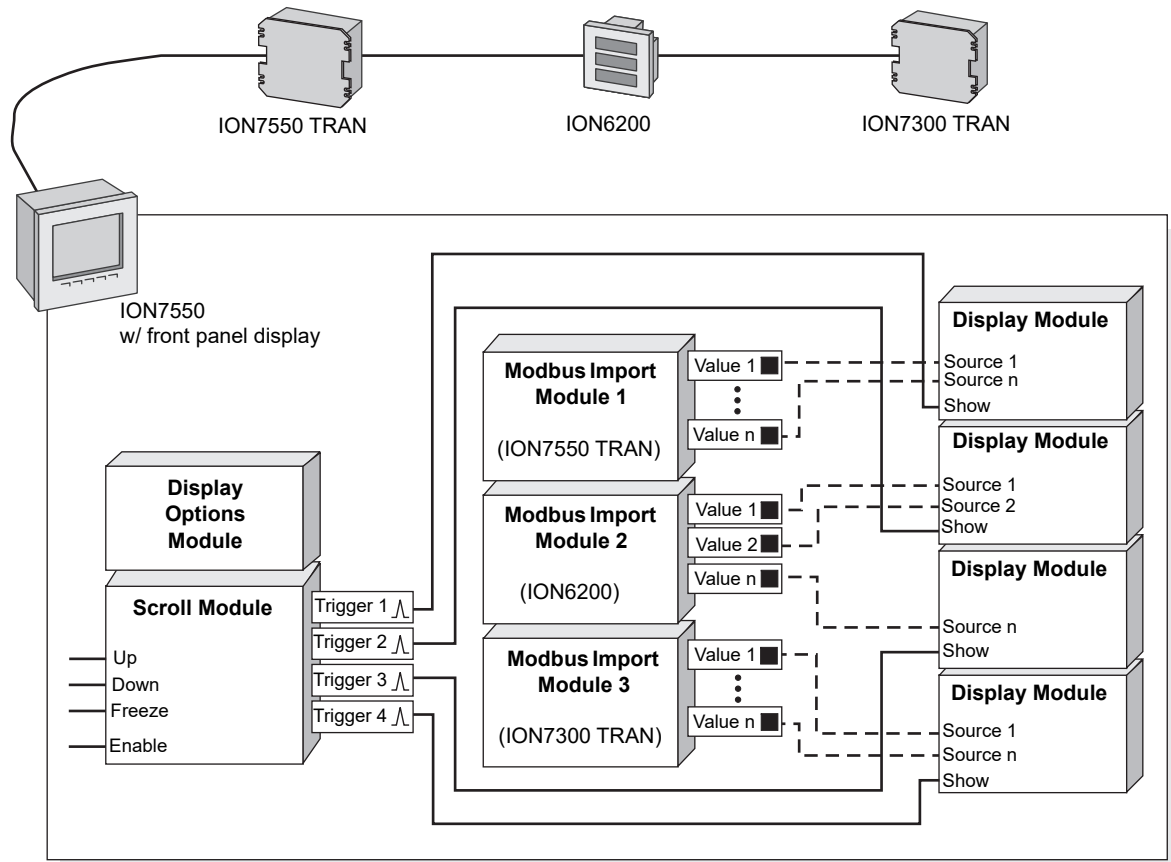 ION7550 TRAN
ION6200
ION7300 TRAN
ION7550
w/ front panel display
Display
Options
Module
Scroll Module
Up
Down
Freeze
Enable
Trigger 1
Trigger 2
Trigger 3
Trigger 4
Modbus Import
Module 1
(ION7550 TRAN)
Value 1
Value n
Modbus Import
Module 2
(ION6200)
Value 1
Value 2
Value n
Modbus Import
Module 3
(ION7300 TRAN)
Value 1
Value n
Display Module
Source 1
Source n
Show
Display Module
Source 1
Source 2
Show
Display Module
Source n
Show
Display Module
Source 1
Source n
Show